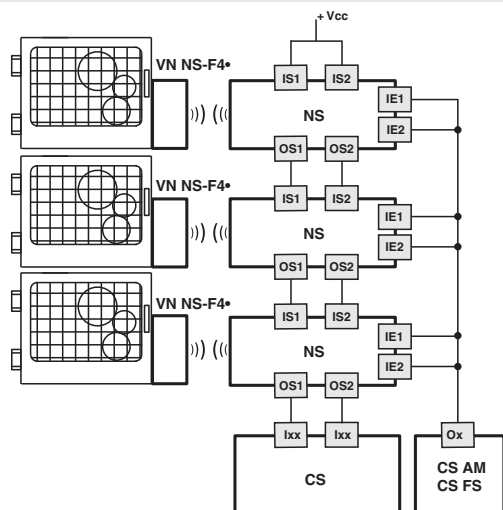 + Vcc
VN NS-F4•
IS1 IS2
IE1
NS
IE2
OS1 OS2
VN NS-F4•
IS1 IS2
IE1
NS
IE2
OS1 OS2
VN NS-F4•
IS1 IS2
IE1
NS
IE2
OS1 OS2
Ixx Ixx
Ox
CS
CS AM
CS FS